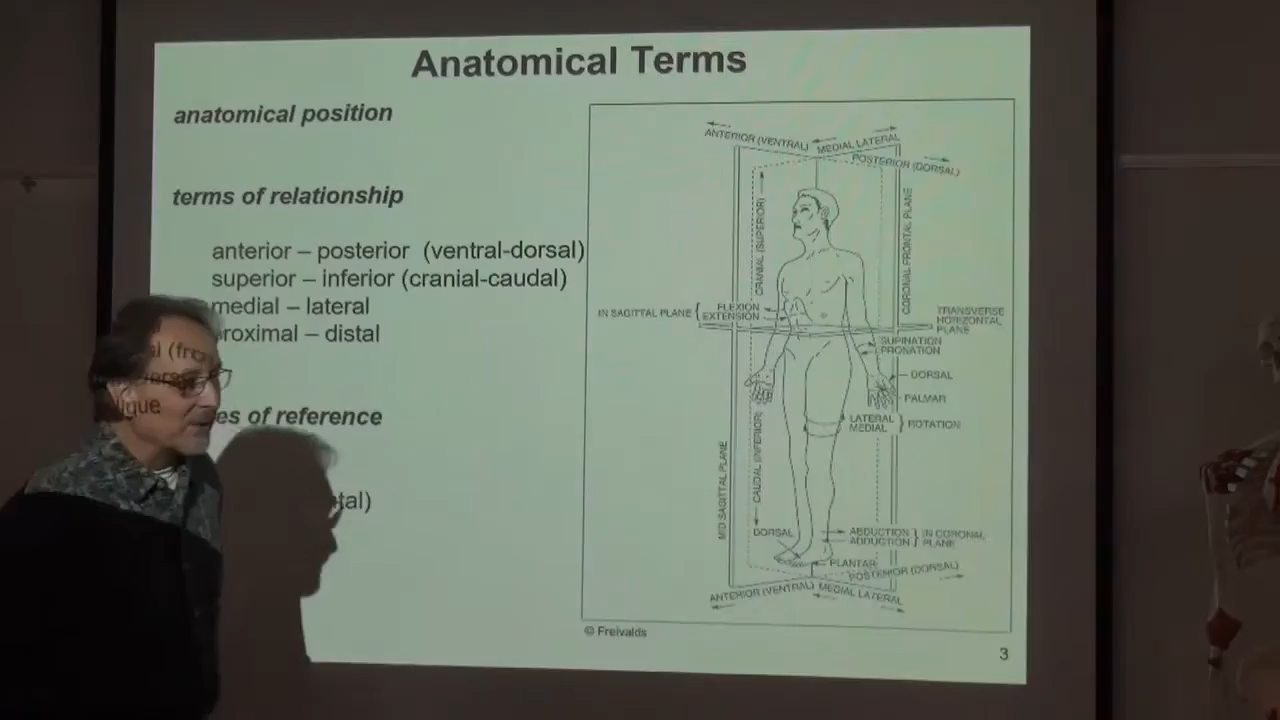 Anatomical Terms
anatomical position
terms of relationship
anterior – posterior (ventral-dorsal)
superior – inferior (cranial-caudal)
medial – lateral
proximal – distal
of reference
ANTERIOR (VENTRAL)
MEDIAL LATERAL
POSTERIOR (DORSAL)
CRANIAL (SUPERIOR)
CORONAL FRONTAL PLANE
IN SAGITTAL PLANE
FLEXION
EXTENSION
TRANSVERSE
HORIZONTAL
PLANE
SUPINATION
PRONATION
DORSAL
PALMAR
LATERAL
MEDIAL
ROTATION
MID SAGITTAL PLANE
CAUDAL (INFERIOR)
DORSAL
ABDUCTION
ADDUCTION
IN CORONAL
PLANE
PLANTAR
POSTERIOR (DORSAL)
ANTERIOR (VENTRAL)
MEDIAL LATERAL
© Freivalds
3